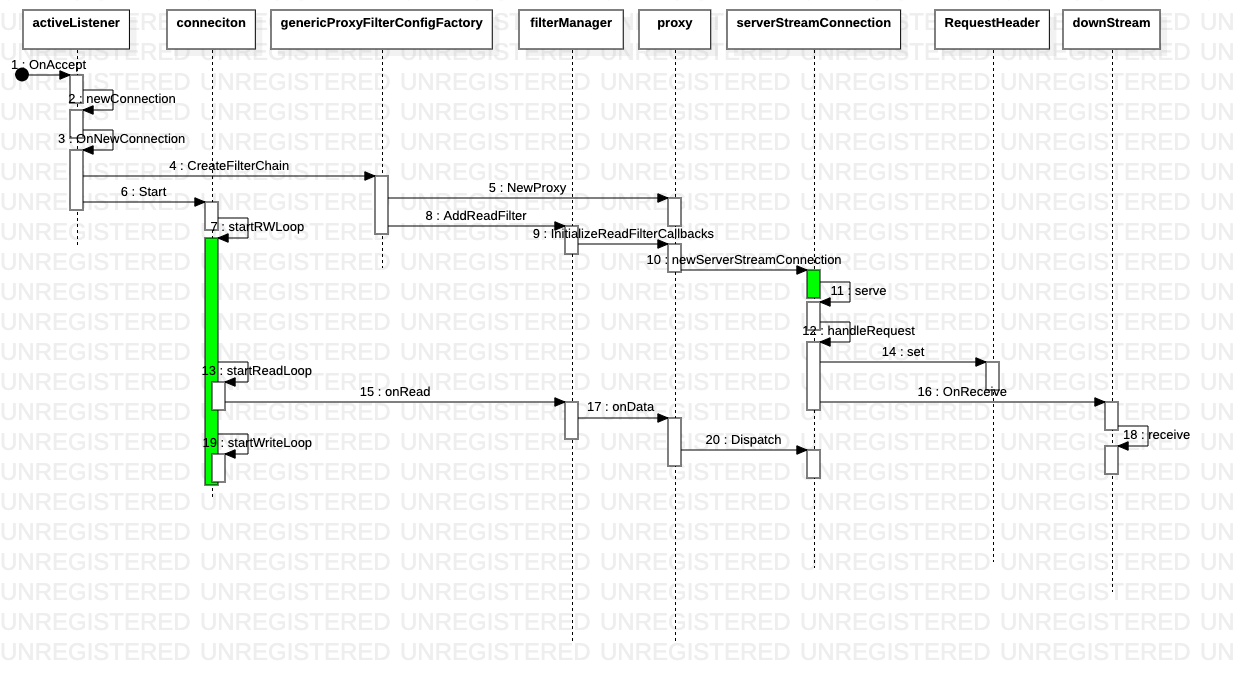 activeListener
conneciton
genericProxyFilterConfigFactory
filterManager
proxy
serverStreamConnection
RequestHeader
downStream
1 : OnAccept
2 : newConnection
3 : OnNewConnection
4 : CreateFilterChain
5 : NewProxy
6 : Start
7 : startRWLoop
8 : AddReadFilter
9 : InitializeReadFilterCallbacks
10 : newServerStreamConnection
11 : serve
12 : handleRequest
13 : startReadLoop
14 : set
15 : onRead
16 : OnReceive
17 : onData
18 : receive
19 : startWriteLoop
20 : Dispatch
UNREGISTERED